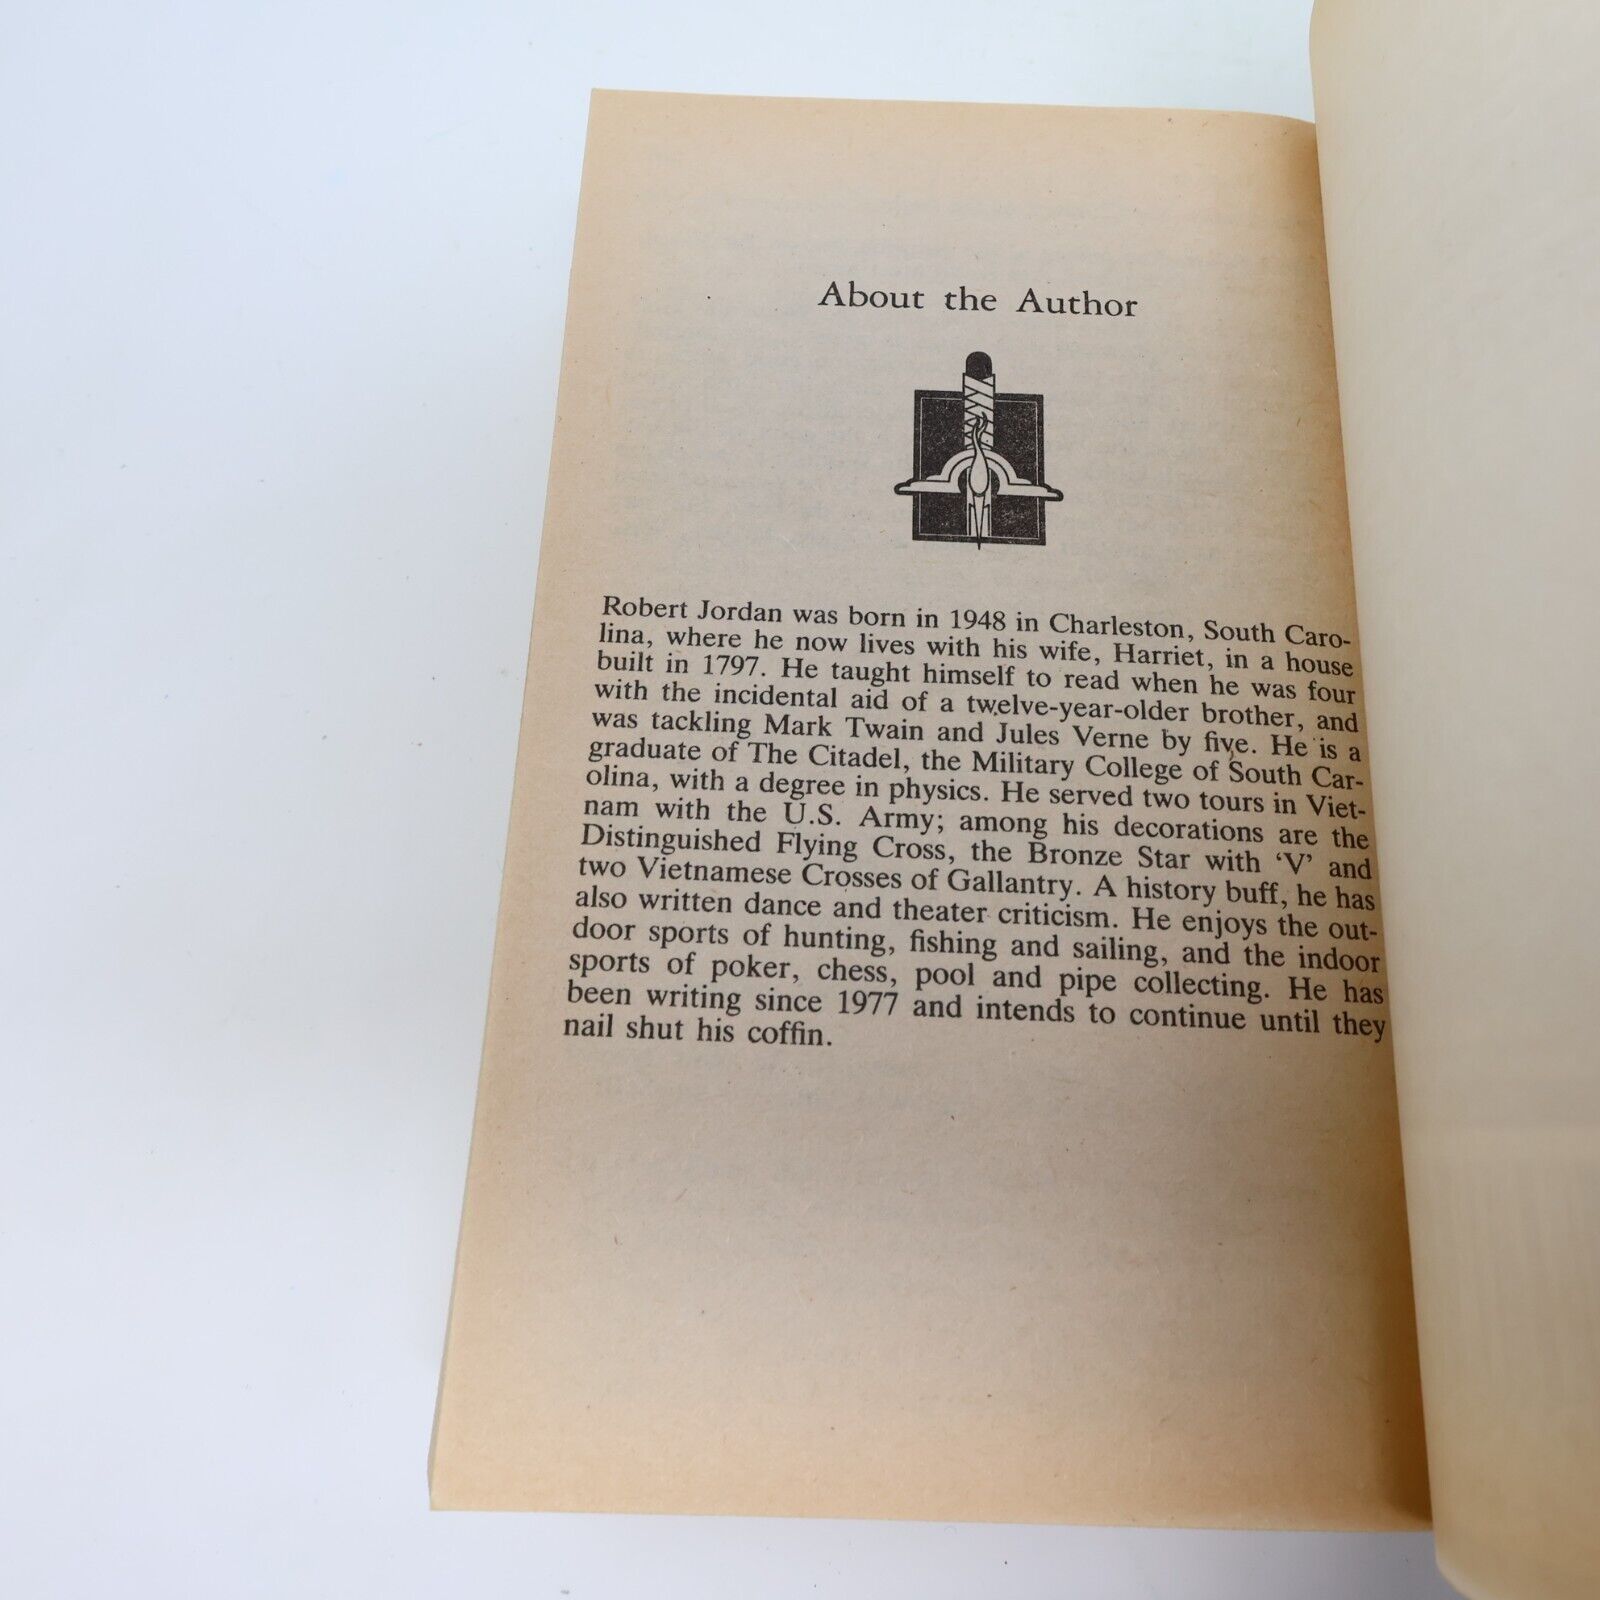 About the Author
Robert Jordan was born in 1948 in Charleston, South Caro-
lina, where he now lives with his wife, Harriet, in a house
built in 1797. He taught himself to read when he was four
with the incidental aid of a twelve-year-older brother, and
was tackling Mark Twain and Jules Verne by five. He is a
graduate of The Citadel, the Military College of South Car-
olina, with a degree in physics. He served two tours in Viet-
nam with the U.S. Army; among his decorations are the
Distinguished Flying Cross, the Bronze Star with ‘V’ and
two Vietnamese Crosses of Gallantry. A history buff, he has
also written dance and theater criticism. He enjoys the out-
door sports of hunting, fishing and sailing, and the indoor
sports of poker, chess, pool and pipe collecting. He has
been writing since 1977 and intends to continue until they
nail shut his coffin.